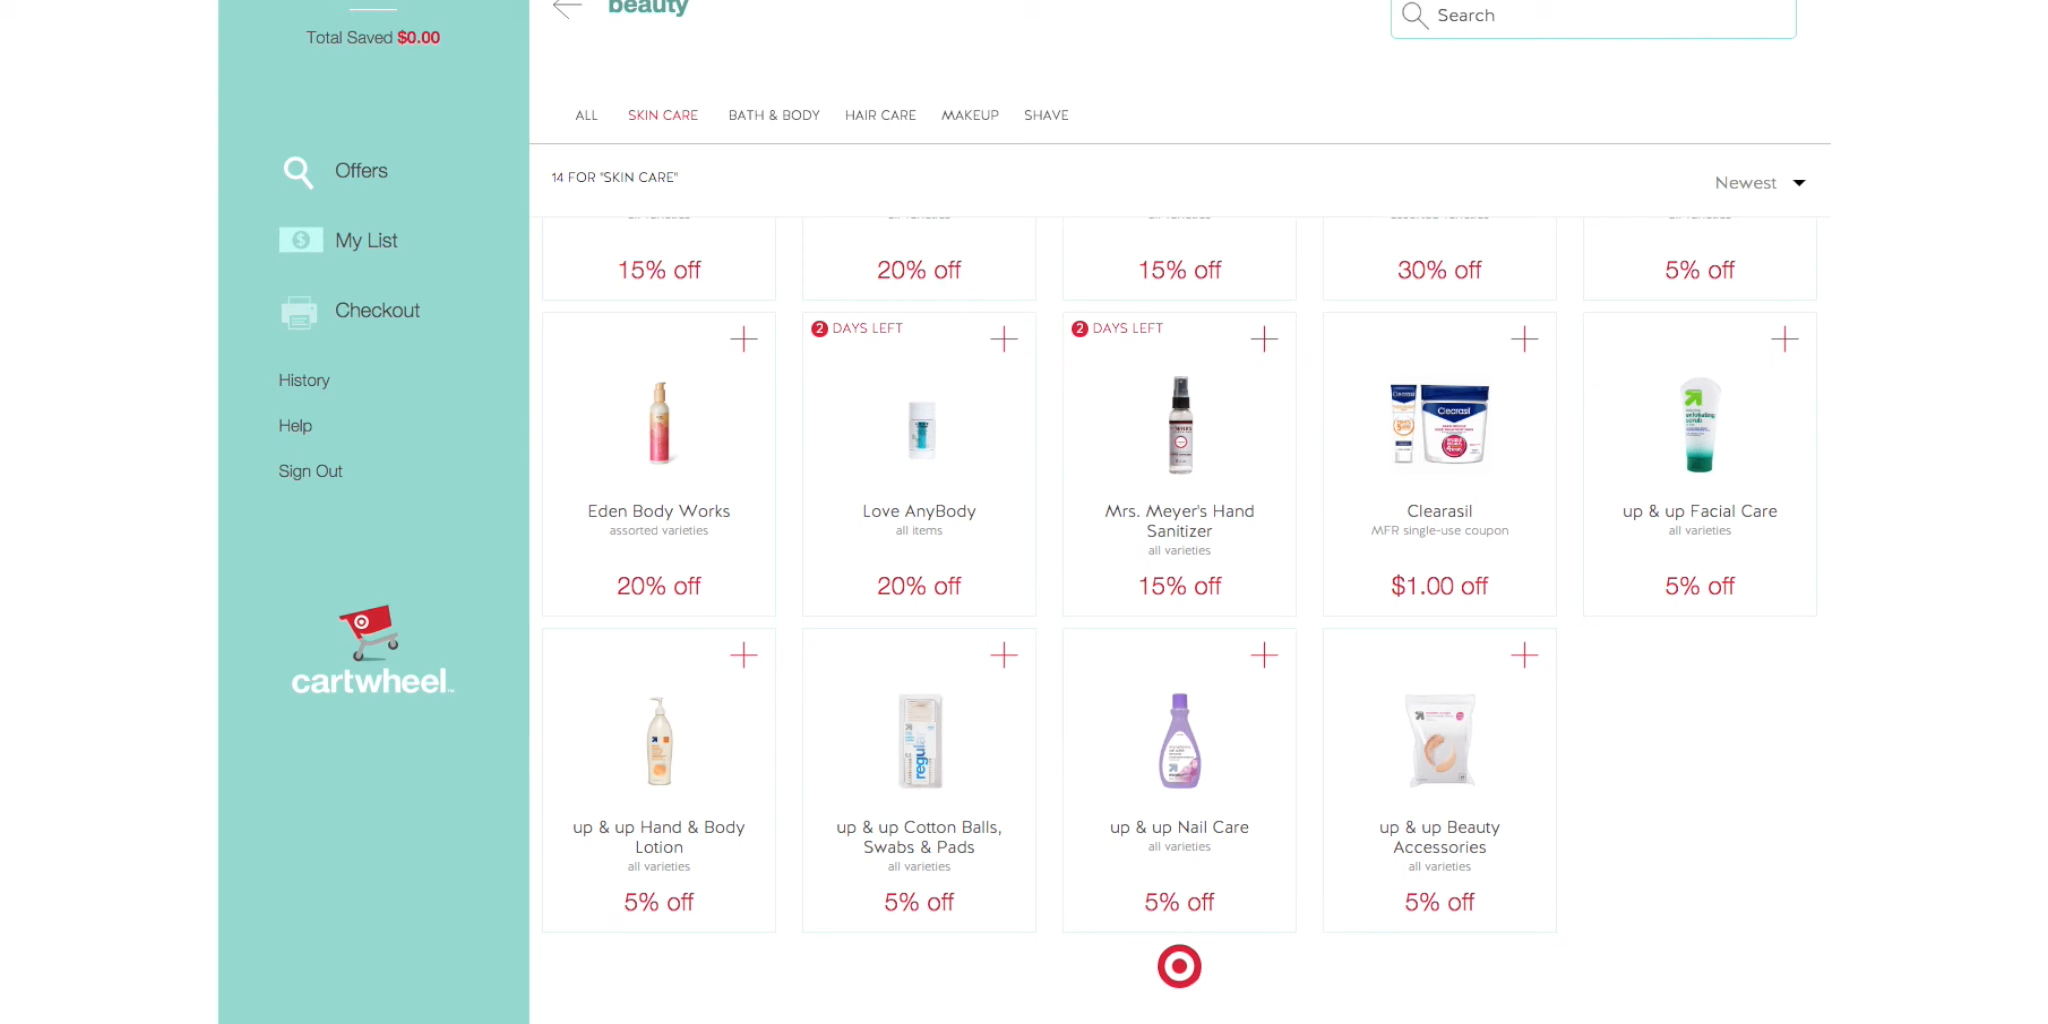 beauty
Search
Total Saved $0.00
ALL SKIN CARE BATH & BODY HAIR CARE MAKEUP SHAVE
Offers
My List
Checkout
History
Help
Sign Out
cartwheel
14 FOR "SKIN CARE"
Newest
15% off
20% off
15% off
30% off
5% off
Eden Body Works
assorted varieties
20% off
2 DAYS LEFT
Love AnyBody
all items
20% off
2 DAYS LEFT
Mrs. Meyer's Hand
Sanitizer
all varieties
15% off
Clearasil
Clearasil
Clearasil
MFR single-use coupon
$1.00 off
exfoliating
scrub
up & up Facial Care
all varieties
5% off
up & up Hand & Body
Lotion
all varieties
5% off
regular
up & up Cotton Balls,
Swabs & Pads
all varieties
5% off
up & up Nail Care
all varieties
5% off
up & up Beauty
Accessories
all varieties
5% off